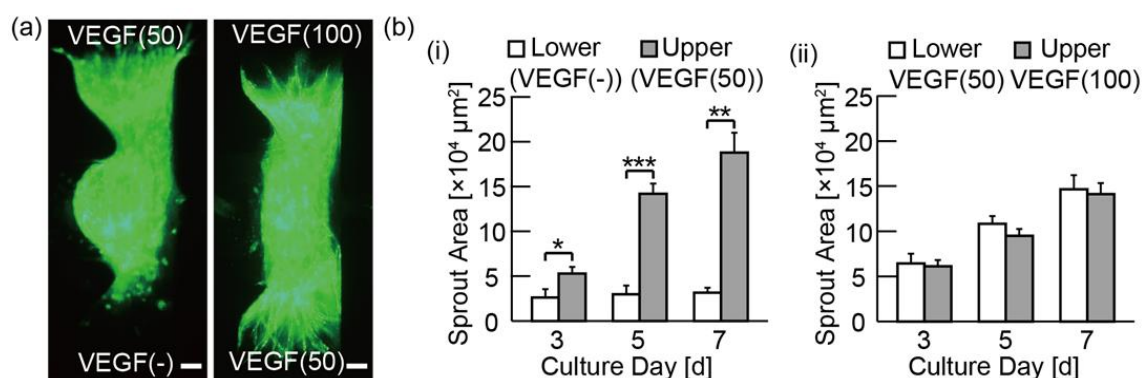 (a)
VEGF(50)
VEGF(100)
VEGF(-)
VEGF(50)
(b)
(i)
Lower Upper
(VEGF(-)) (VEGF(50))
Sprout Area [×10⁴ μm²]
25
20
15
10
5
0
*
***
**
3 5 7
Culture Day [d]
(ii)
Lower Upper
VEGF(50) VEGF(100)
Sprout Area [×10⁴ μm²]
25
20
15
10
5
0
3 5 7
Culture Day [d]